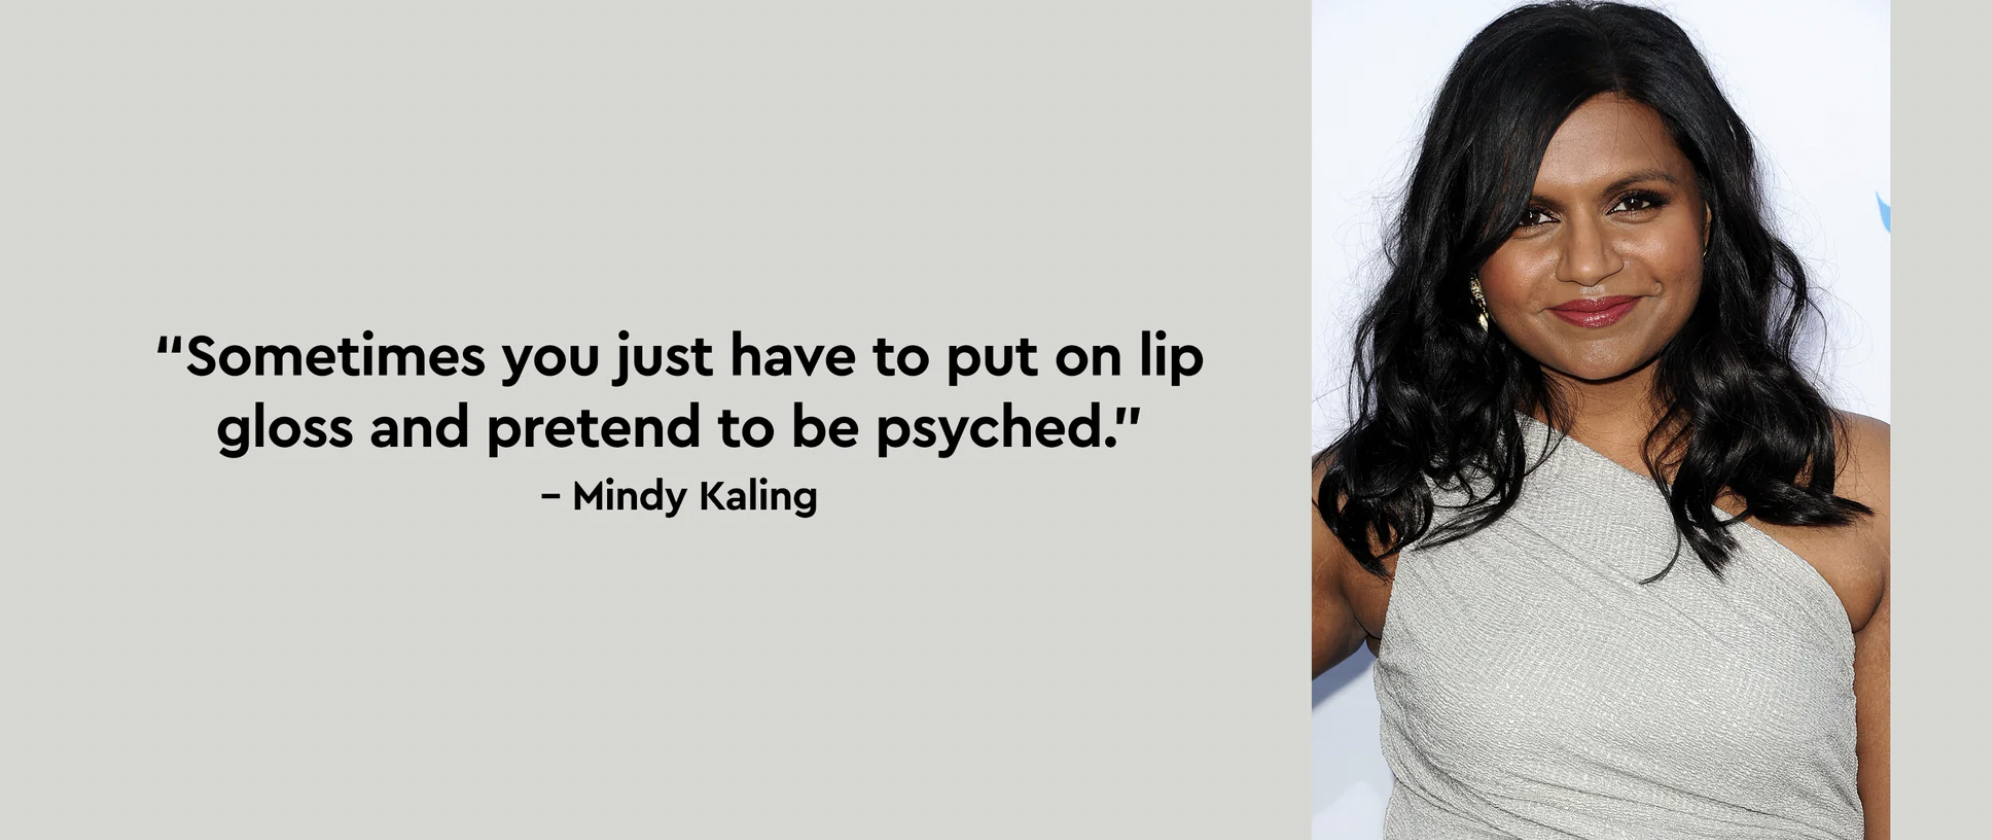 “Sometimes you just have to put on lip
gloss and pretend to be psyched.”
– Mindy Kaling